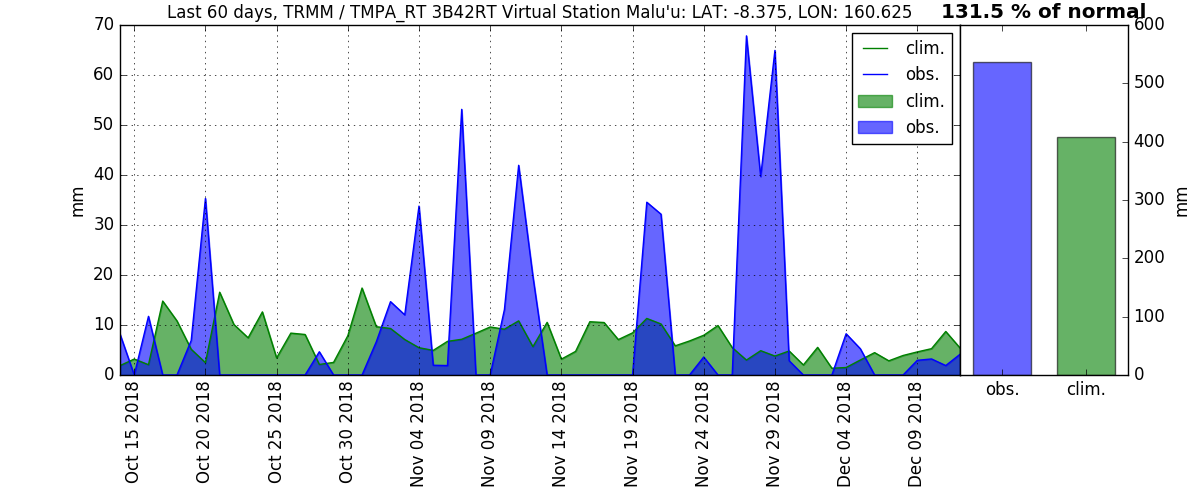 Last 60 days, TRMM / TMPA_RT 3B42RT Virtual Station Malu'u: LAT: -8.375, LON: 160.625
131.5 % of normal
70
60
50
40
30
20
10
0
mm
clim.
obs.
clim.
obs.
Oct 15 2018
Oct 20 2018
Oct 25 2018
Oct 30 2018
Nov 04 2018
Nov 09 2018
Nov 14 2018
Nov 19 2018
Nov 24 2018
Nov 29 2018
Dec 04 2018
Dec 09 2018
600
500
400
300
200
100
0
mm
obs.
clim.